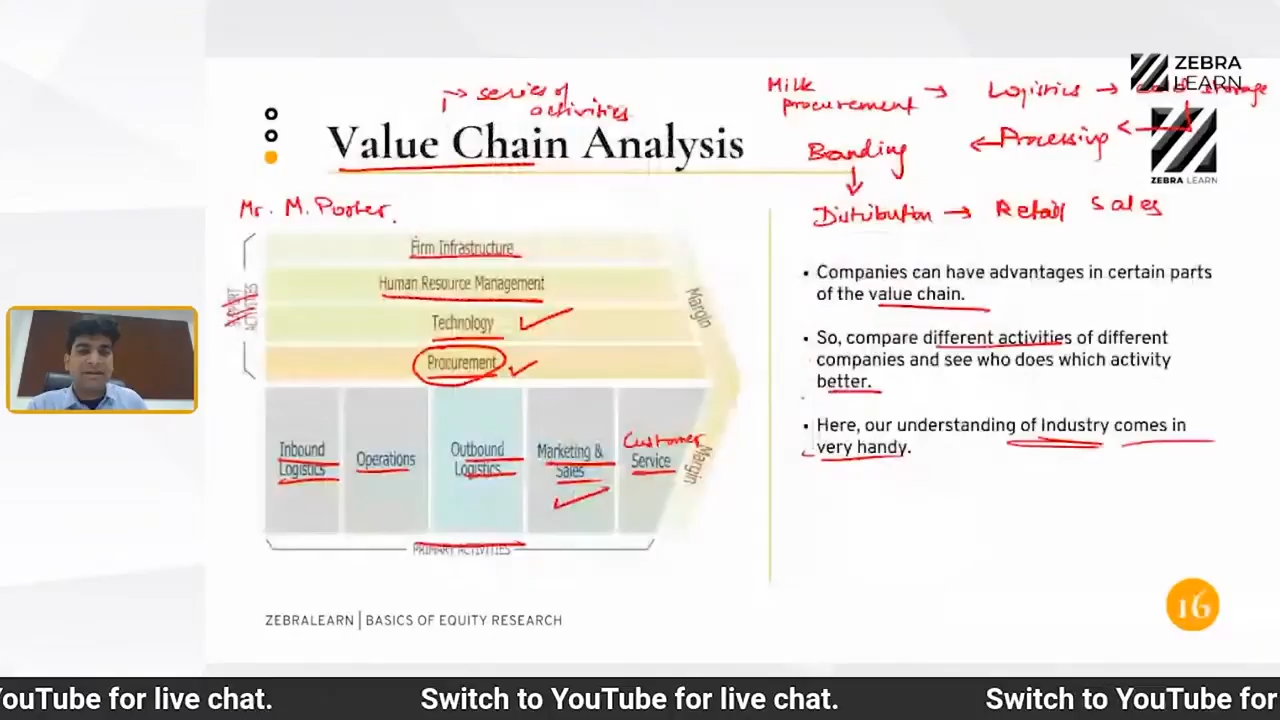 ZEBRA
LEARN
series of
activities
Milk
procurement → Logistics → storage
Value Chain Analysis
Branding ← Processing ←
ZEBRA LEARN
Mr. M. Porter.
Distribution → Retail Sales
Firm Infrastructure
Human Resource Management
Technology
Procurement
ACTIVITIES
Margin
Inbound
Logistics
Operations
Outbound
Logistics
Marketing &
Sales
Customer
Service
Margin
PRIMARY ACTIVITIES
• Companies can have advantages in certain parts
of the value chain.
• So, compare different activities of different
companies and see who does which activity
better.
• Here, our understanding of Industry comes in
very handy.
16
ZEBRALEARN | BASICS OF EQUITY RESEARCH
YouTube for live chat. Switch to YouTube for live chat. Switch to YouTube for